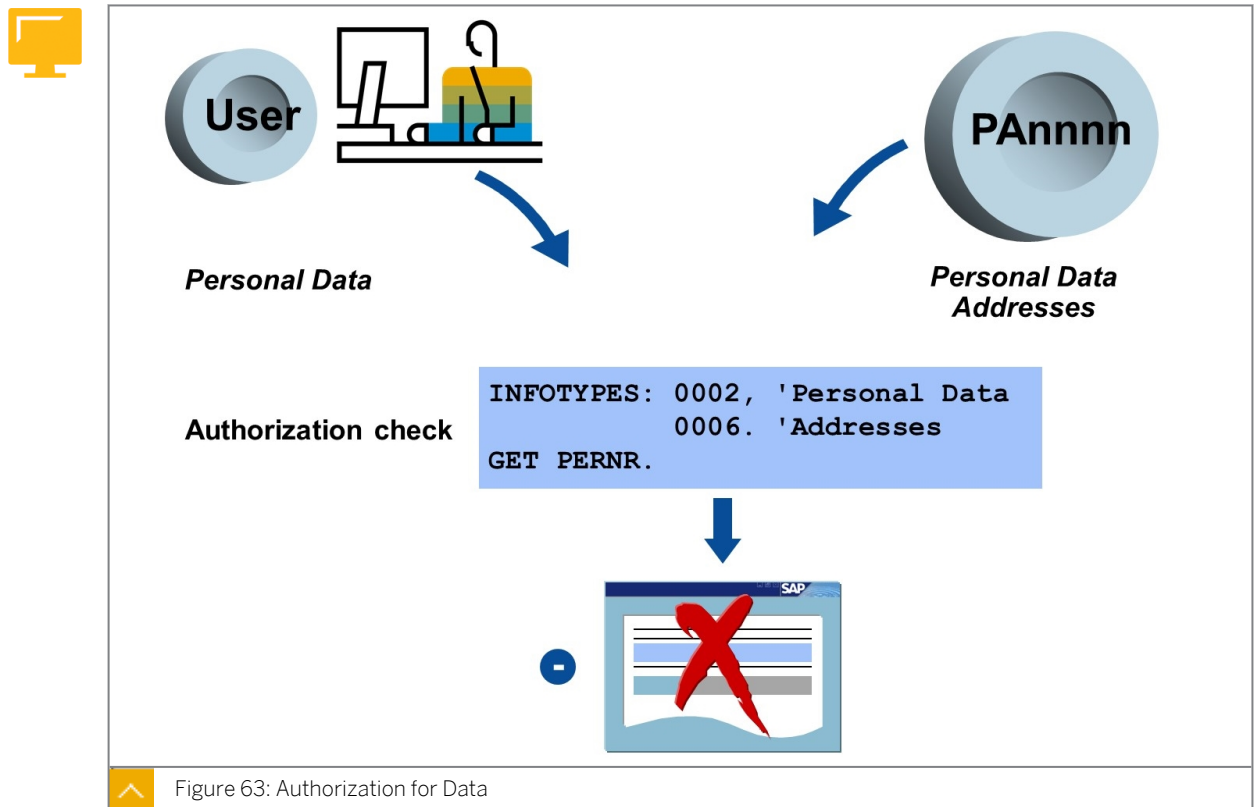 User
PAnnnn
Personal Data
Personal Data
Addresses
Authorization check
INFOTYPES: 0002, 'Personal Data
0006. 'Addresses
GET PERNR.
SAP
-
Figure 63: Authorization for Data